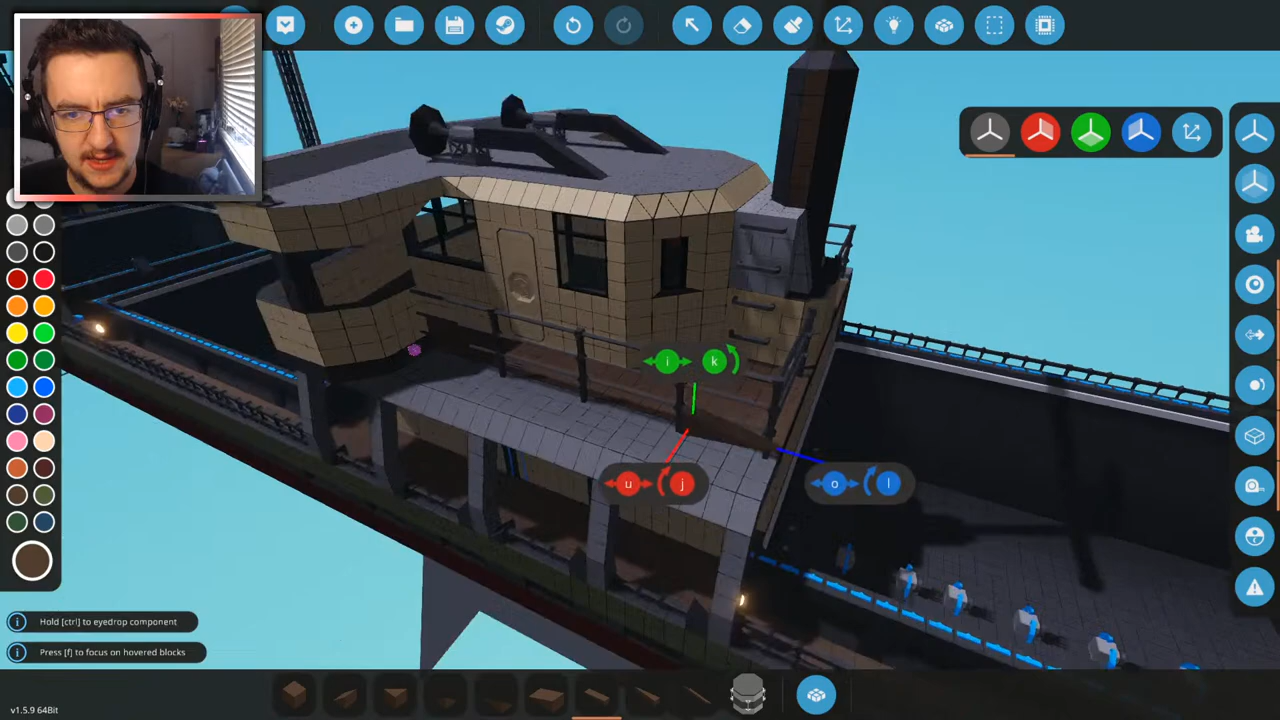 i k
u j
o l
Hold [ctrl] to eyedrop component
Press [f] to focus on hovered blocks
v1.5.9 64Bit